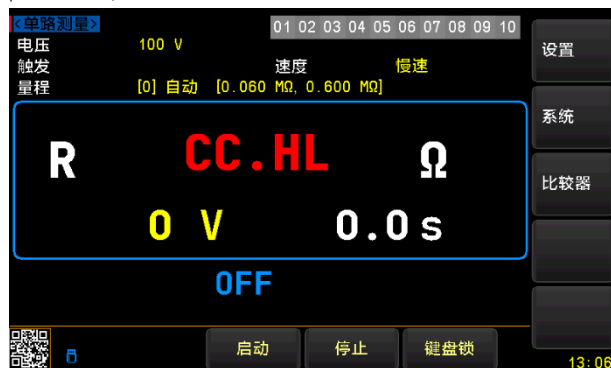 <单路测量> 01 02 03 04 05 06 07 08 09 10
电压 100 V
触发 速度 慢速
量程 [0] 自动 [0.060 MΩ, 0.600 MΩ]
R CC.HL Ω
0 V 0.0s
OFF
设置
系统
比较器
启动 停止 键盘锁
13:06